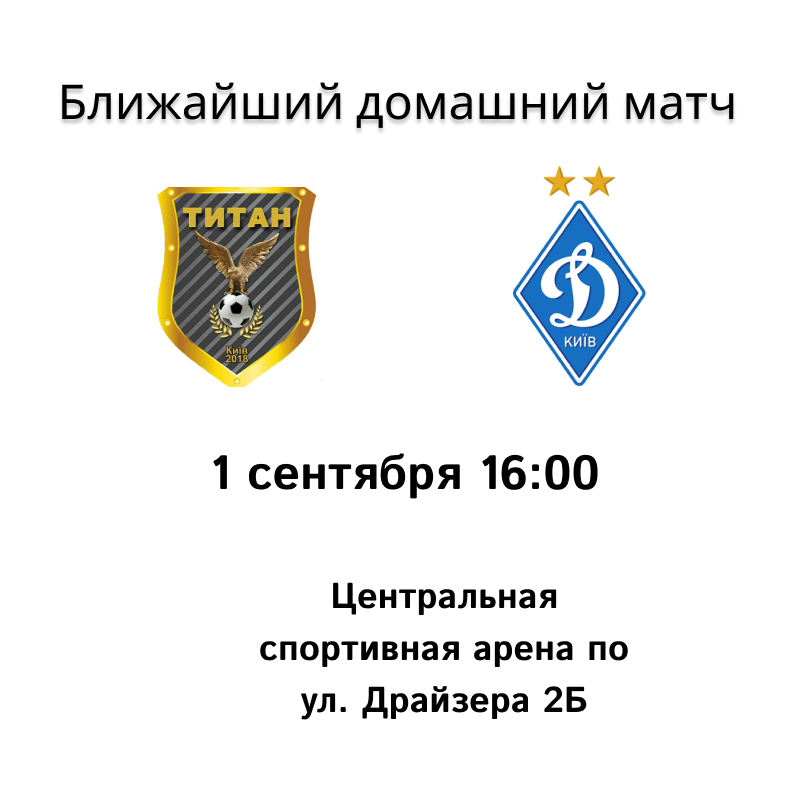 Ближайший домашний матч
ТИТАН
Київ
2018
Д
КИЇВ
1 сентября 16:00
Центральная
спортивная арена по
ул. Драйзера 2Б